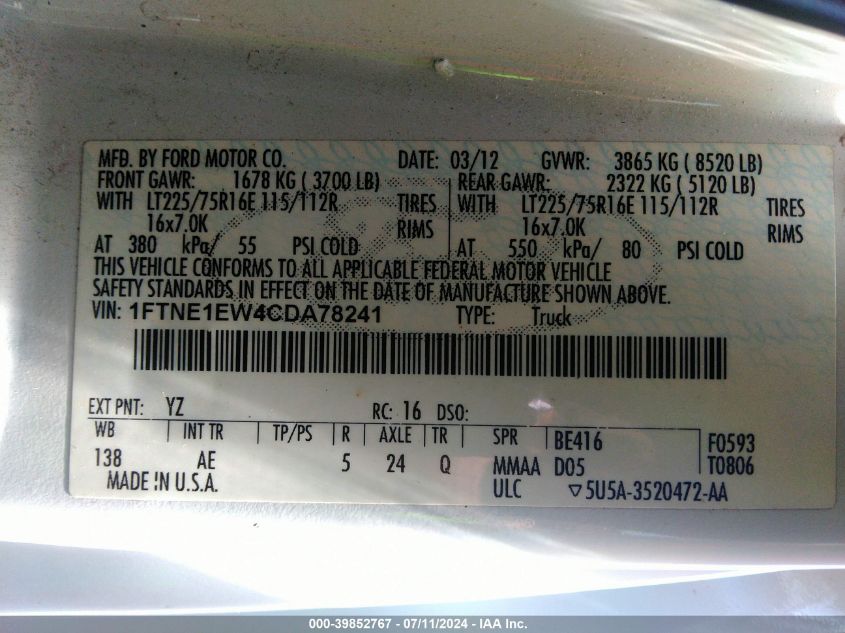 MFD. BY FORD MOTOR CO. DATE: 03/12 GVWR: 3865 KG ( 8520 LB)
FRONT GAWR: 1678 KG ( 3700 LB) REAR GAWR: 2322 KG ( 5120 LB)
WITH LT225/75R16E 115/112R TIRES WITH LT225/75R16E 115/112R TIRES
16x7.0K RIMS 16x7.0K RIMS
AT 380 kPa/ 55 PSI COLD AT 550 kPa/ 80 PSI COLD
THIS VEHICLE CONFORMS TO ALL APPLICABLE FEDERAL MOTOR VEHICLE
SAFETY STANDARDS IN EFFECT ON THE DATE OF MANUFACTURE SHOWN ABOVE.
VIN: 1FTNE1EW4CDA78241 TYPE: Truck
EXT PNT: YZ RC: 16 DSO:
WB INT TR TP/PS R AXLE TR SPR BE416 F0593
138 AE 5 24 Q MMAA D05 T0806
MADE IN U.S.A. ULC ▽5U5A-3520472-AA
000-39852767 - 07/11/2024 - IAA Inc.